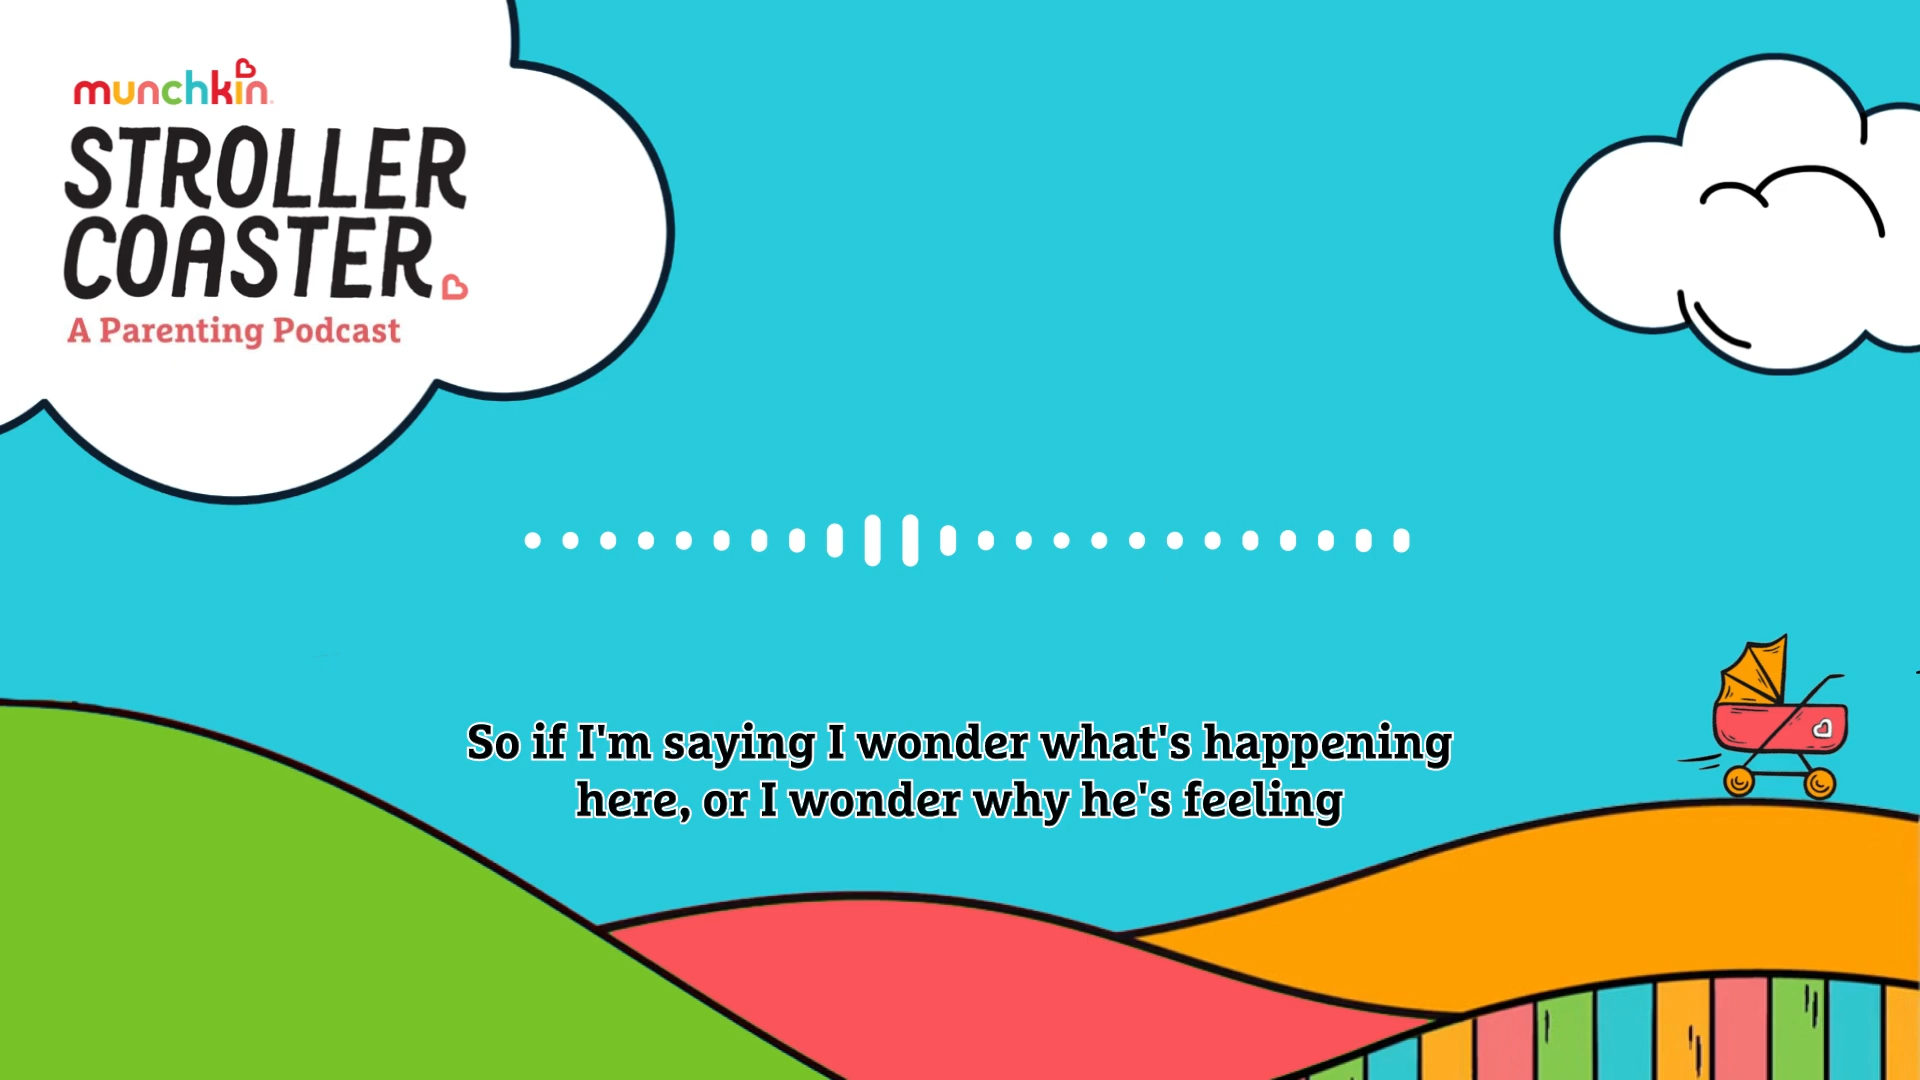 munchkin
STROLLER
COASTER
A Parenting Podcast
So if I'm saying I wonder what's happening
here, or I wonder why he's feeling